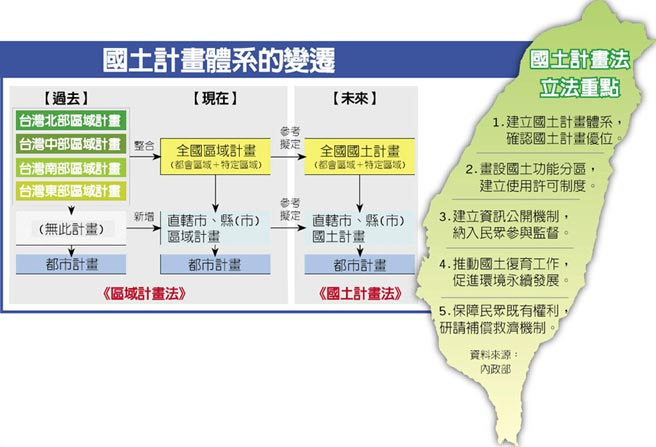 國土計畫體系的變遷
【過去】
台灣北部區域計畫
台灣中部區域計畫
台灣南部區域計畫
台灣東部區域計畫
(無此計畫)
都市計畫
整合
新增
【現在】
全國區域計畫
(都會區域+特定區域)
直轄市、縣(市)
區域計畫
都市計畫
《區域計畫法》
參考
擬定
參考
擬定
【未來】
全國國土計畫
(都會區域+特定區域)
直轄市、縣(市)
國土計畫
都市計畫
《國土計畫法》
國土計畫法
立法重點
1.建立國土計畫體系,
確認國土計畫優位。
2.畫設國土功能分區,
建立使用許可制度。
3.建立資訊公開機制,
納入民眾參與監督。
4.推動國土復育工作,
促進環境永續發展。
5.保障民眾既有權利,
研請補償救濟機制。
資料來源:
內政部